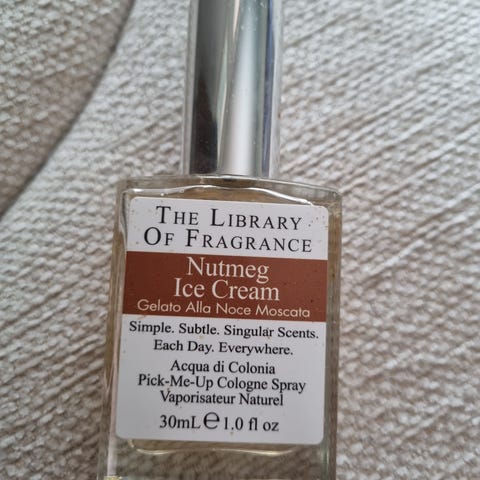 THE LIBRARY
OF FRAGRANCE
Nutmeg
Ice Cream
Gelato Alla Noce Moscata
Simple. Subtle. Singular Scents.
Each Day. Everywhere.
Acqua di Colonia
Pick-Me-Up Cologne Spray
Vaporisateur Naturel
30mL℮1.0 fl oz